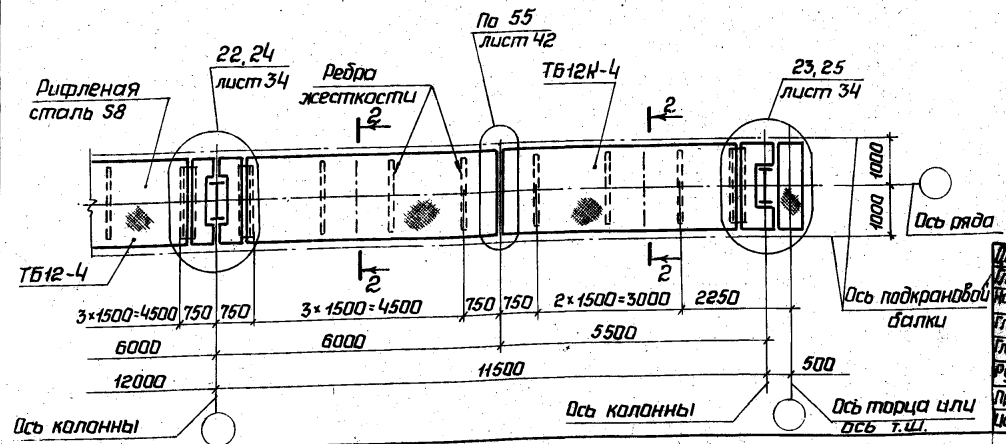 По 55
лист 42
22, 24
лист 34
Ребра
жесткости
ТБ12К-4
23, 25
лист 34
Рифленая
сталь S8
2
2
1000
1000
Ось ряда
ТБ12-4
2
2
Ось подкрановой
балки
3×1500=4500
750
750
3×1500=4500
750
750
2×1500=3000
2250
6000
6000
5500
12000
11500
500
Ось колонны
Ось колонны
Ось торца или
ось т.ш.